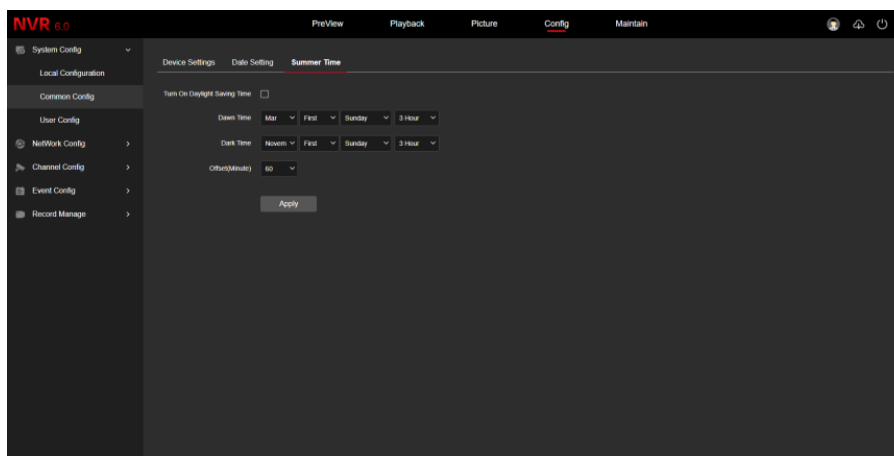 NVR 6.0
PreView Playback Picture Config Maintain
System Config
Local Configuration
Common Config
User Config
NetWork Config
Channel Config
Event Config
Record Manage
Device Settings Date Setting Summer Time
Turn On Daylight Saving Time
Dawn Time Mar First Sunday 3 Hour
Dark Time Novem First Sunday 3 Hour
Offset(Minute) 60
Apply